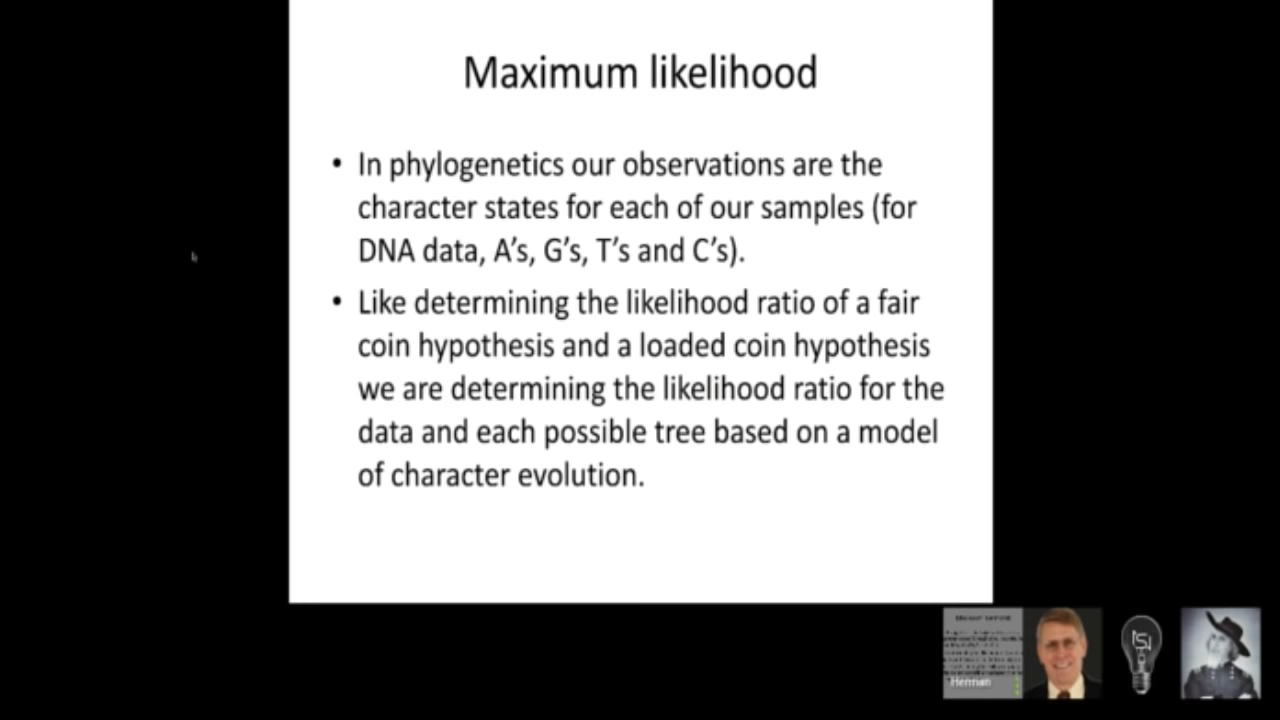 Maximum likelihood
• In phylogenetics our observations are the
character states for each of our samples (for
DNA data, A’s, G’s, T’s and C’s).
• Like determining the likelihood ratio of a fair
coin hypothesis and a loaded coin hypothesis
we are determining the likelihood ratio for the
data and each possible tree based on a model
of character evolution.
Herman